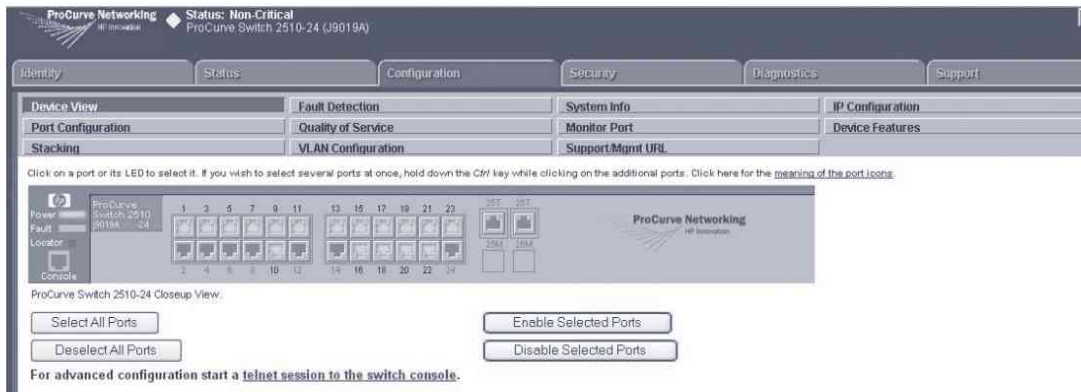 ProCurve Networking
HP Innovation
Status: Non-Critical
ProCurve Switch 2510-24 (J9019A)
Identity Status Configuration Security Diagnostics Support
Device View Fault Detection System Info IP Configuration
Port Configuration Quality of Service Monitor Port Device Features
Stacking VLAN Configuration Support/Mgmt URL
Click on a port or its LED to select it. If you wish to select several ports at once, hold down the Ctrl key while clicking on the additional ports. Click here for the meaning of the port icons.
Power
Fault
Locator
Console
ProCurve
Switch 2510
J9019A -24
1 3 5 7 9 11 13 15 17 19 21 23
2 4 6 8 10 12 14 16 18 20 22 24
ProCurve Networking
HP Innovation
ProCurve Switch 2510-24 Closeup View.
Select All Ports Enable Selected Ports
Deselect All Ports Disable Selected Ports
For advanced configuration start a telnet session to the switch console.